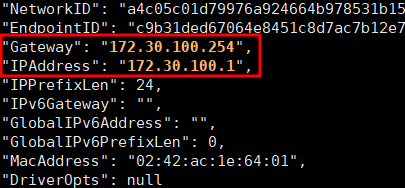 "NetworkID": "a4c05c01d79976a924664b978531b15
"EndpointID": "c9b31ded67064e8451c8d7ac7b12e7
"Gateway": "172.30.100.254",
"IPAddress": "172.30.100.1",
"IPPrefixLen": 24,
"IPv6Gateway": "",
"GlobalIPv6Address": "",
"GlobalIPv6PrefixLen": 0,
"MacAddress": "02:42:ac:1e:64:01",
"DriverOpts": null